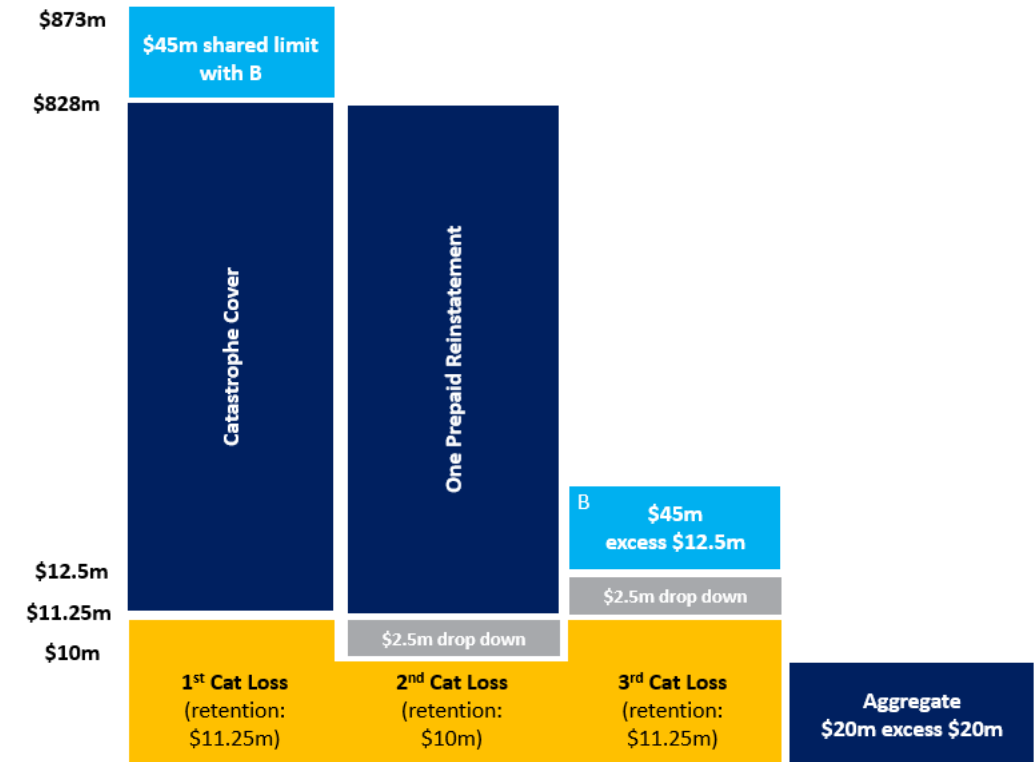 $873m
$45m shared limit
with B
$828m
Catastrophe Cover
One Prepaid Reinstatement
B
$45m
excess $12.5m
$12.5m
$2.5m drop down
$11.25m
$2.5m drop down
$10m
1st Cat Loss
(retention:
$11.25m)
2nd Cat Loss
(retention:
$10m)
3rd Cat Loss
(retention:
$11.25m)
Aggregate
$20m excess $20m